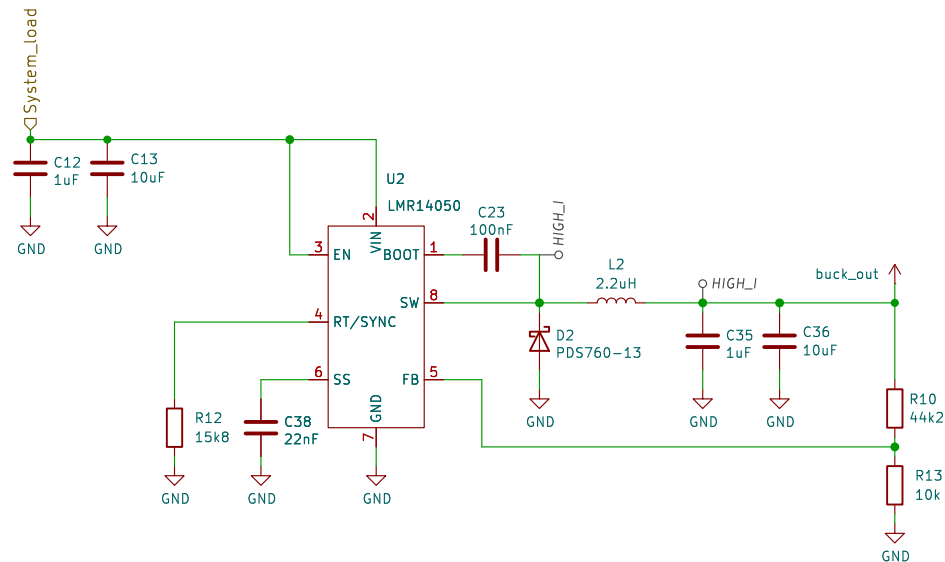 System_load
C12
1uF
C13
10uF
GND
GND
U2
LMR14050
2
VIN
3
EN
BOOT
1
SW
8
4
RT/SYNC
6
SS
FB
5
GND
7
C23
100nF
HIGH_I
L2
2.2uH
HIGH_I
buck_out
D2
PDS760-13
GND
C35
1uF
GND
C36
10uF
GND
R10
44k2
R12
15k8
GND
C38
22nF
GND
GND
R13
10k
GND